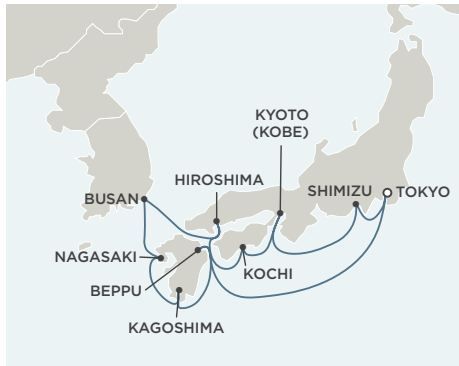 KYOTO
(KOBE)
HIROSHIMA
SHIMIZU
TOKYO
BUSAN
NAGASAKI
KOCHI
BEPPU
KAGOSHIMA